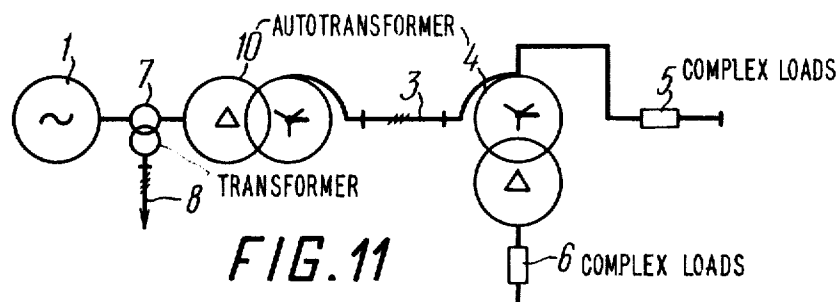 10 AUTOTRANSFORMER
1 7 4
3 5 COMPLEX LOADS
~
TRANSFORMER
8
6 COMPLEX LOADS
FIG. 11